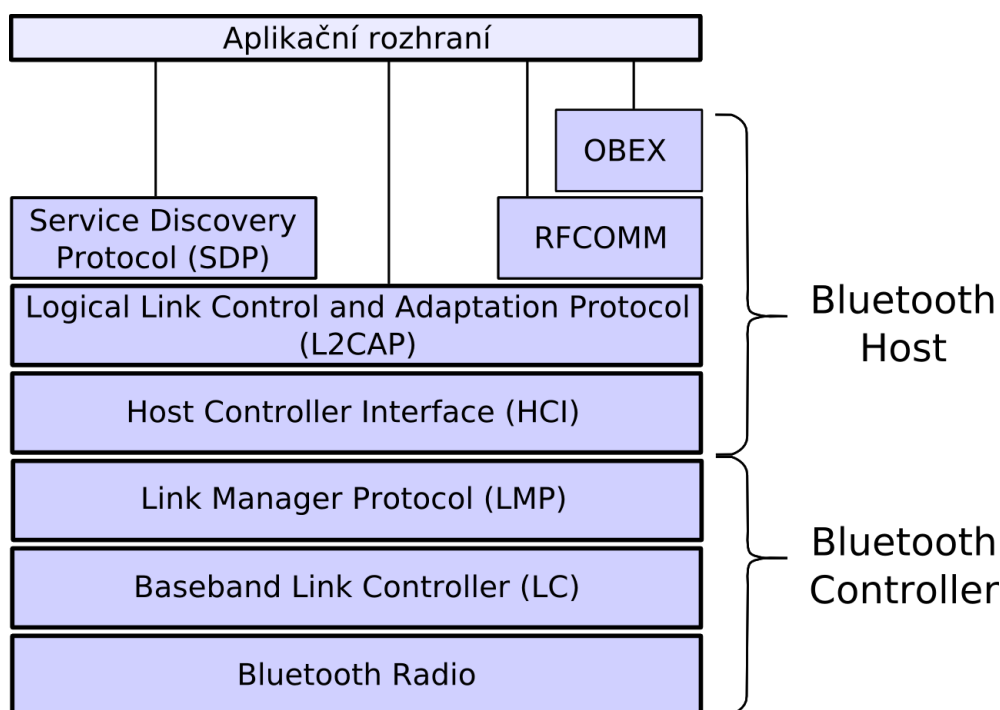 Aplikační rozhraní
OBEX
Service Discovery
Protocol (SDP)
RFCOMM
Logical Link Control and Adaptation Protocol
(L2CAP)
Host Controller Interface (HCI)
Bluetooth
Host
Link Manager Protocol (LMP)
Baseband Link Controller (LC)
Bluetooth Radio
Bluetooth
Controller